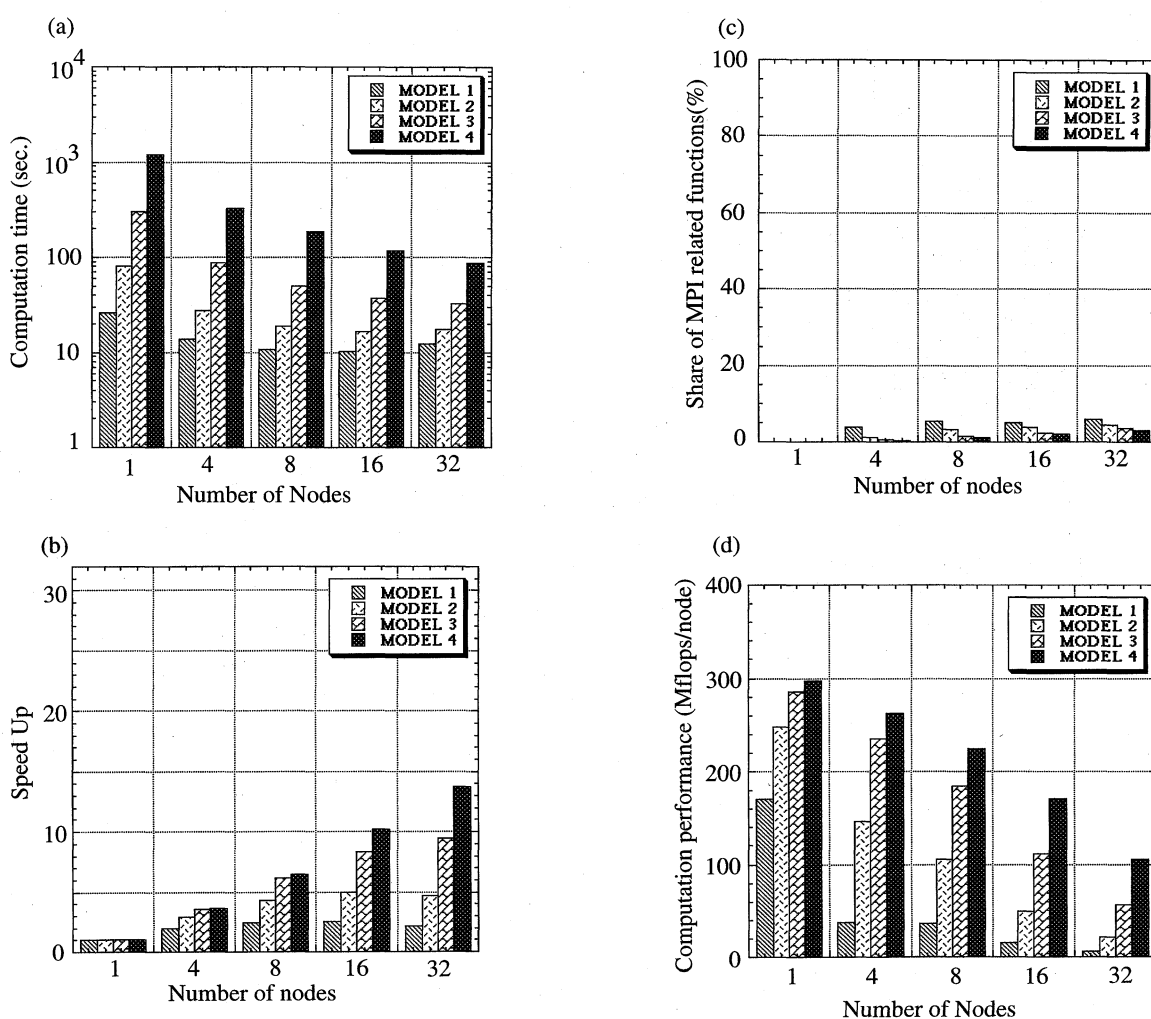 (a)
10^4
10^3
100
10
1
Computation time (sec.)
MODEL 1
MODEL 2
MODEL 3
MODEL 4
1 4 8 16 32
Number of Nodes
(b)
30
20
10
0
Speed Up
MODEL 1
MODEL 2
MODEL 3
MODEL 4
1 4 8 16 32
Number of nodes
(c)
100
80
60
40
20
0
Share of MPI related functions(%)
MODEL 1
MODEL 2
MODEL 3
MODEL 4
1 4 8 16 32
Number of nodes
(d)
400
300
200
100
0
Computation performance (Mflops/node)
MODEL 1
MODEL 2
MODEL 3
MODEL 4
1 4 8 16 32
Number of Nodes